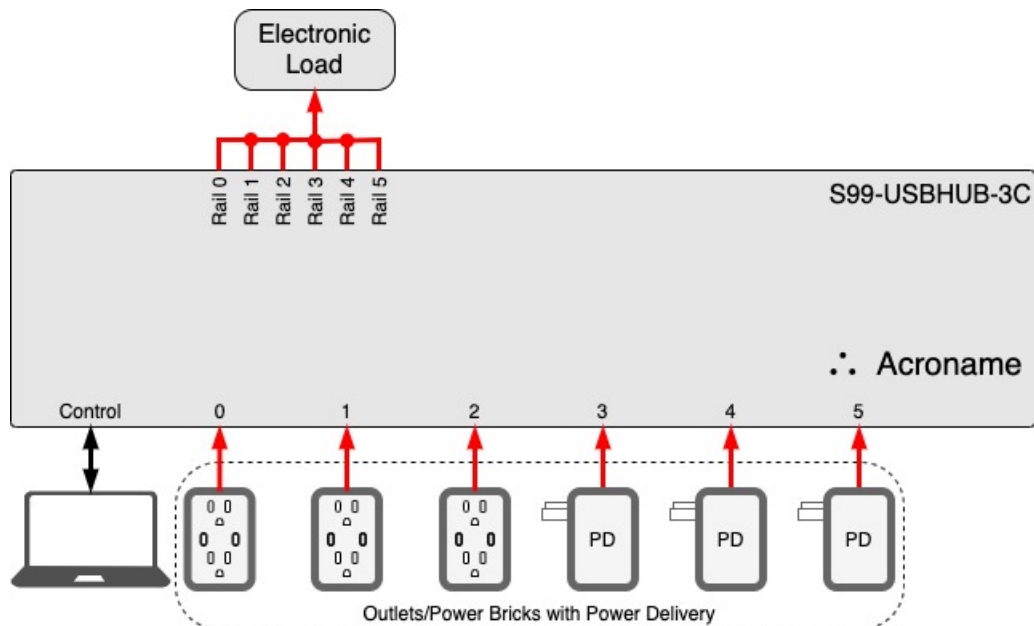 Electronic
Load
Rail 0
Rail 1
Rail 2
Rail 3
Rail 4
Rail 5
S99-USBHUB-3C
Acroname
Control
0
1
2
3
4
5
PD
PD
PD
Outlets/Power Bricks with Power Delivery